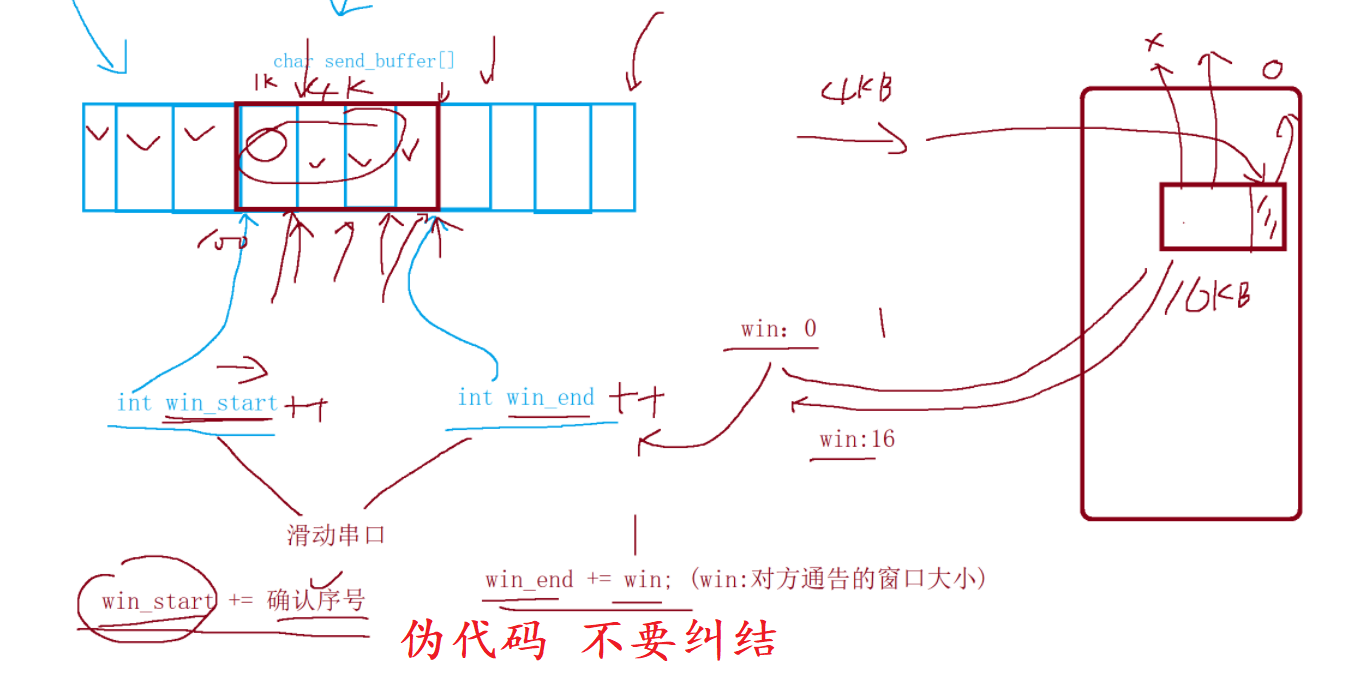 char send_buffer[]
1K 4K
4KB
O
100
16KB
win: 0
int win_start ++
int win_end ++
win:16
滑动串口
win_end += win; (win:对方通告的窗口大小)
win_start += 确认序号
伪代码 不要纠结